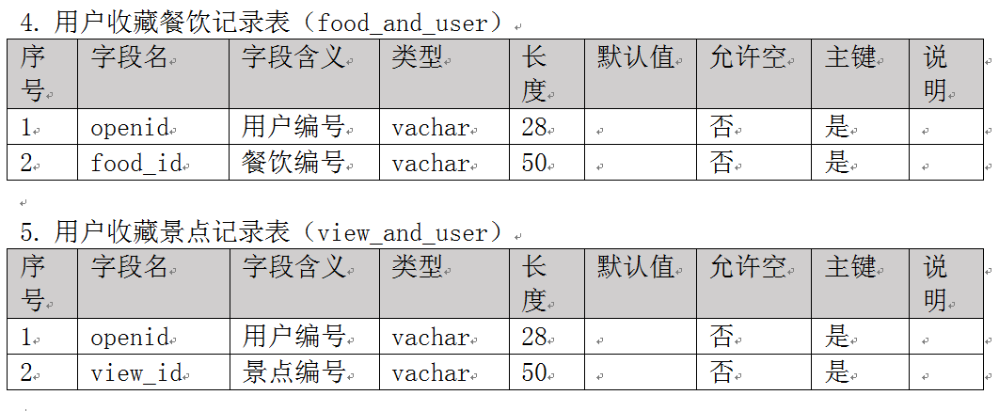 4. 用户收藏餐饮记录表（food_and_user）
序号 字段名 字段含义 类型 长度 默认值 允许空 主键 说明
1 openid 用户编号 vachar 28 否 是
2 food_id 餐饮编号 vachar 50 否 是
5. 用户收藏景点记录表（view_and_user）
序号 字段名 字段含义 类型 长度 默认值 允许空 主键 说明
1 openid 用户编号 vachar 28 否 是
2 view_id 景点编号 vachar 50 否 是